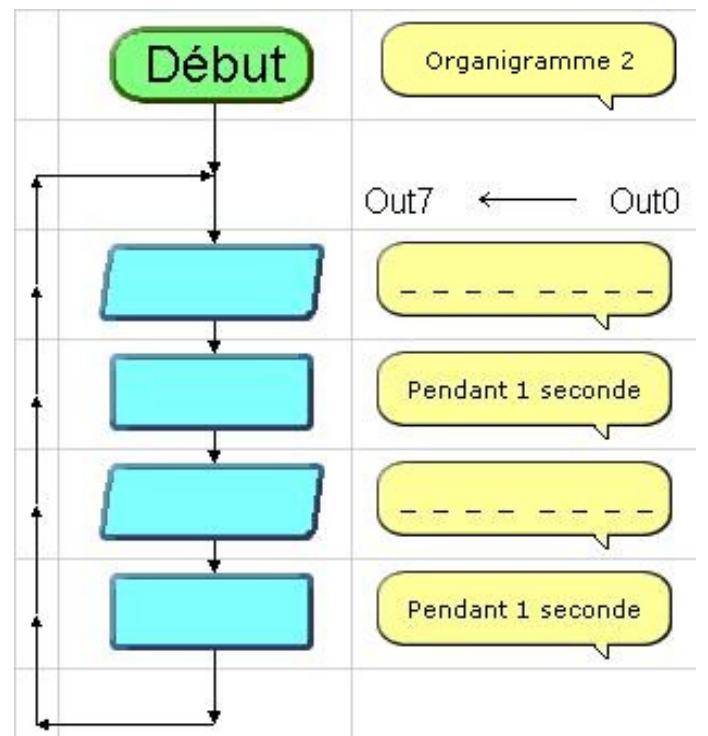 Début
Organigramme 2
Out7 ← Out0
_ _ _ _ _ _ _ _
Pendant 1 seconde
_ _ _ _ _ _ _ _
Pendant 1 seconde